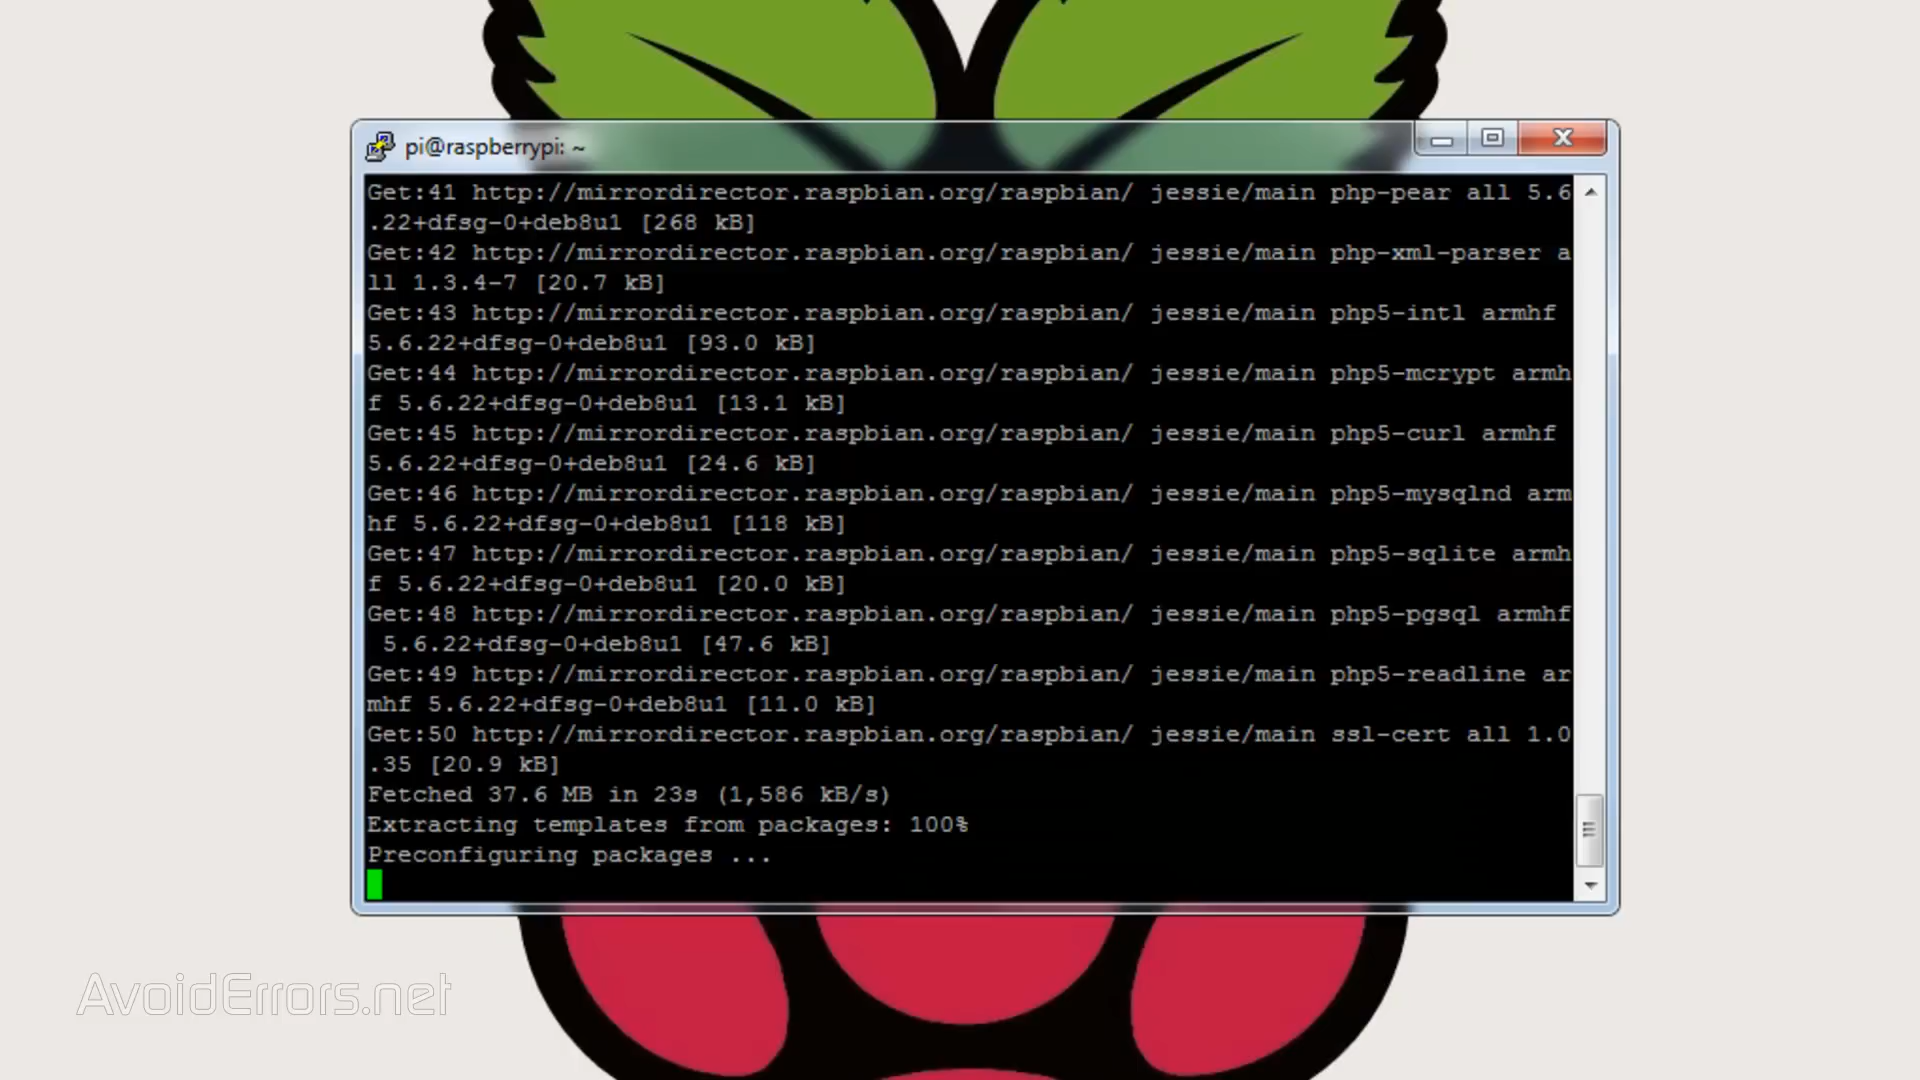 pi@raspberrypi: ~
Get:41 http://mirrordirector.raspbian.org/raspbian/ jessie/main php-pear all 5.6
.22+dfsg-0+deb8u1 [268 kB]
Get:42 http://mirrordirector.raspbian.org/raspbian/ jessie/main php-xml-parser a
ll 1.3.4-7 [20.7 kB]
Get:43 http://mirrordirector.raspbian.org/raspbian/ jessie/main php5-intl armhf
5.6.22+dfsg-0+deb8u1 [93.0 kB]
Get:44 http://mirrordirector.raspbian.org/raspbian/ jessie/main php5-mcrypt armh
f 5.6.22+dfsg-0+deb8u1 [13.1 kB]
Get:45 http://mirrordirector.raspbian.org/raspbian/ jessie/main php5-curl armhf
5.6.22+dfsg-0+deb8u1 [24.6 kB]
Get:46 http://mirrordirector.raspbian.org/raspbian/ jessie/main php5-mysqlnd arm
hf 5.6.22+dfsg-0+deb8u1 [118 kB]
Get:47 http://mirrordirector.raspbian.org/raspbian/ jessie/main php5-sqlite armh
f 5.6.22+dfsg-0+deb8u1 [20.0 kB]
Get:48 http://mirrordirector.raspbian.org/raspbian/ jessie/main php5-pgsql armhf
 5.6.22+dfsg-0+deb8u1 [47.6 kB]
Get:49 http://mirrordirector.raspbian.org/raspbian/ jessie/main php5-readline ar
mhf 5.6.22+dfsg-0+deb8u1 [11.0 kB]
Get:50 http://mirrordirector.raspbian.org/raspbian/ jessie/main ssl-cert all 1.0
.35 [20.9 kB]
Fetched 37.6 MB in 23s (1,586 kB/s)
Extracting templates from packages: 100%
Preconfiguring packages ...
AvoidErrors.net